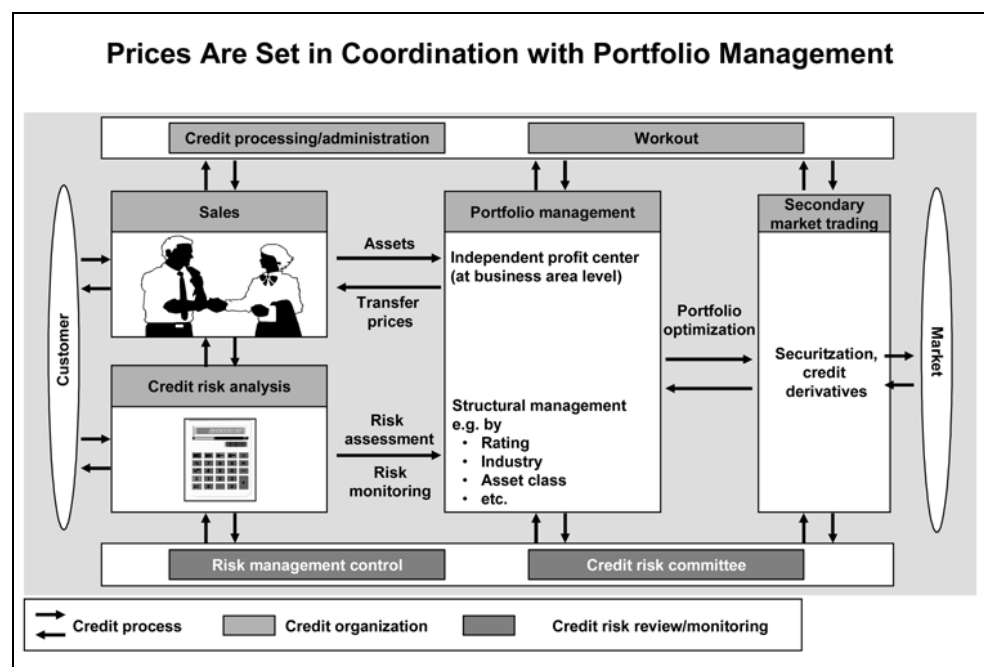 Prices Are Set in Coordination with Portfolio Management
Credit processing/administration
Workout
Sales
Portfolio management
Secondary
market trading
Customer
Assets
Transfer
prices
Independent profit center
(at business area level)
Portfolio
optimization
Securitzation,
credit
derivatives
Market
Credit risk analysis
Risk
assessment
Risk
monitoring
Structural management
e.g. by
• Rating
• Industry
• Asset class
• etc.
Risk management control
Credit risk committee
Credit process
Credit organization
Credit risk review/monitoring